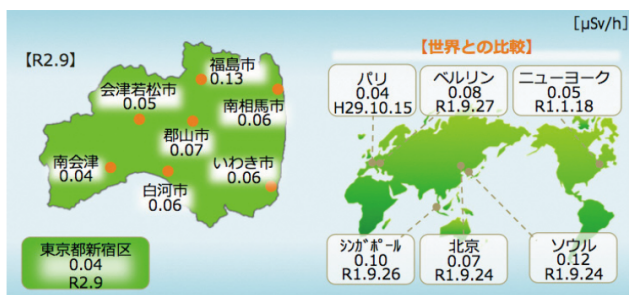 [μSv/h]
【R2.9】
福島市
0.13
会津若松市
0.05
南相馬市
0.06
郡山市
0.07
南会津
0.04
いわき市
0.06
白河市
0.06
東京都新宿区
0.04
R2.9
【世界との比較】
パリ
0.04
H29.10.15
ベルリン
0.08
R1.9.27
ニューヨーク
0.05
R1.1.18
シンガポール
0.10
R1.9.26
北京
0.07
R1.9.24
ソウル
0.12
R1.9.24